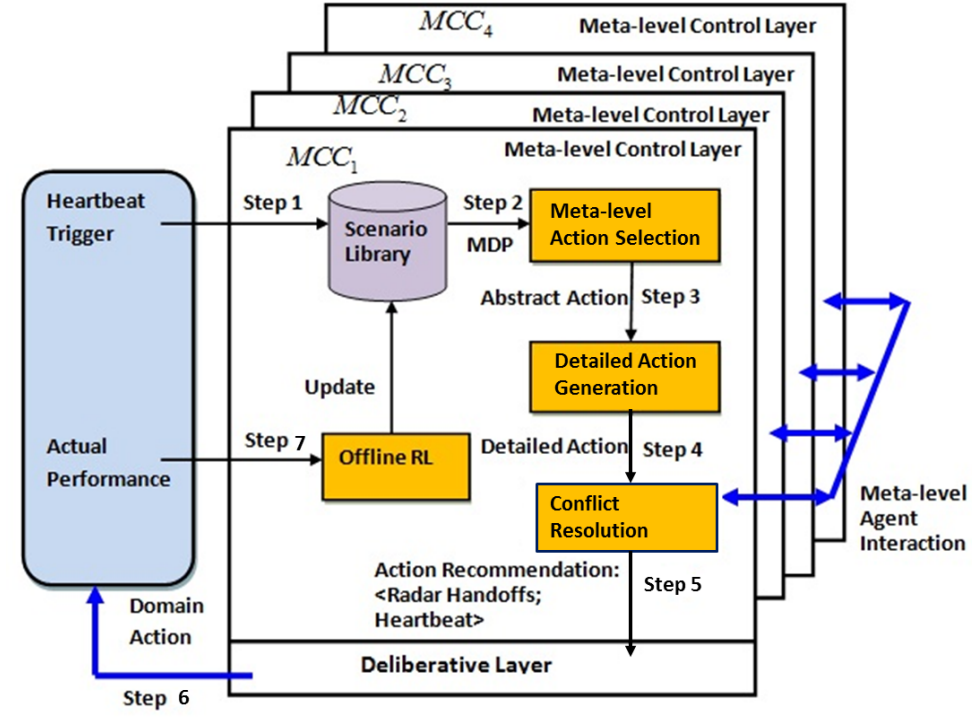 MCC4
Meta-level Control Layer
MCC3
Meta-level Control Layer
MCC2
Meta-level Control Layer
MCC1
Meta-level Control Layer
Heartbeat
Trigger
Step 1
Scenario
Library
Step 2
MDP
Meta-level
Action Selection
Abstract Action
Step 3
Detailed Action
Generation
Update
Actual
Performance
Step 7
Offline RL
Detailed Action
Step 4
Conflict
Resolution
Meta-level
Agent
Interaction
Action Recommendation:
<Radar Handoffs;
Heartbeat>
Step 5
Domain
Action
Deliberative Layer
Step 6